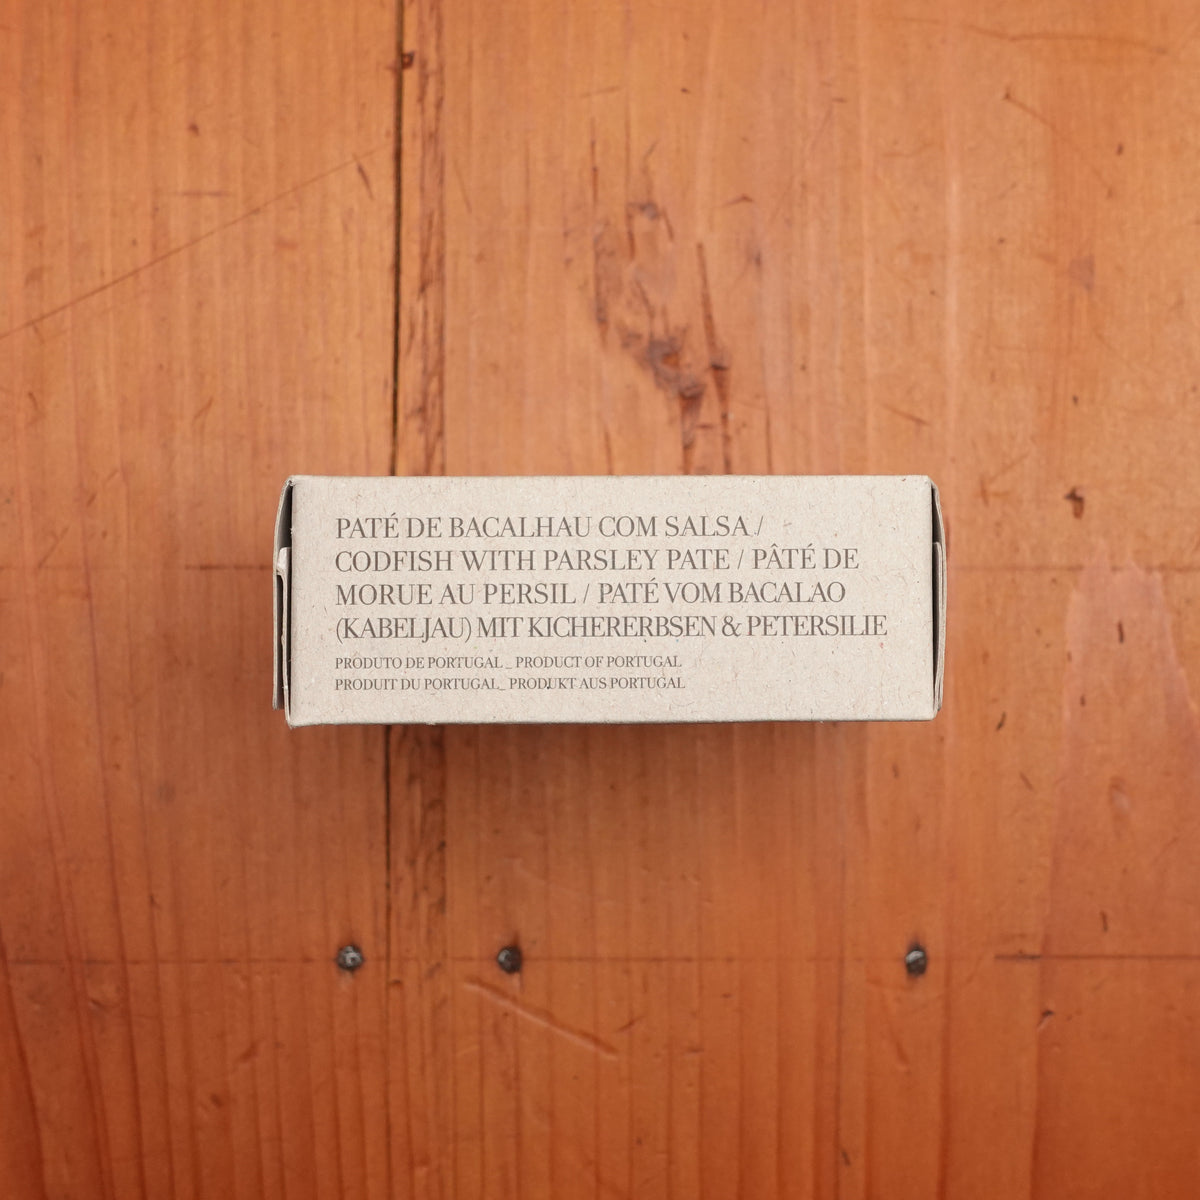 PATÉ DE BACALHAU COM SALSA /
CODFISH WITH PARSLEY PATE / PÂTÉ DE
MORUE AU PERSIL / PATÉ VOM BACALAO
(KABELJAU) MIT KICHERERBSEN & PETERSILIE
PRODUTO DE PORTUGAL _ PRODUCT OF PORTUGAL
PRODUIT DU PORTUGAL_ PRODUKT AUS PORTUGAL